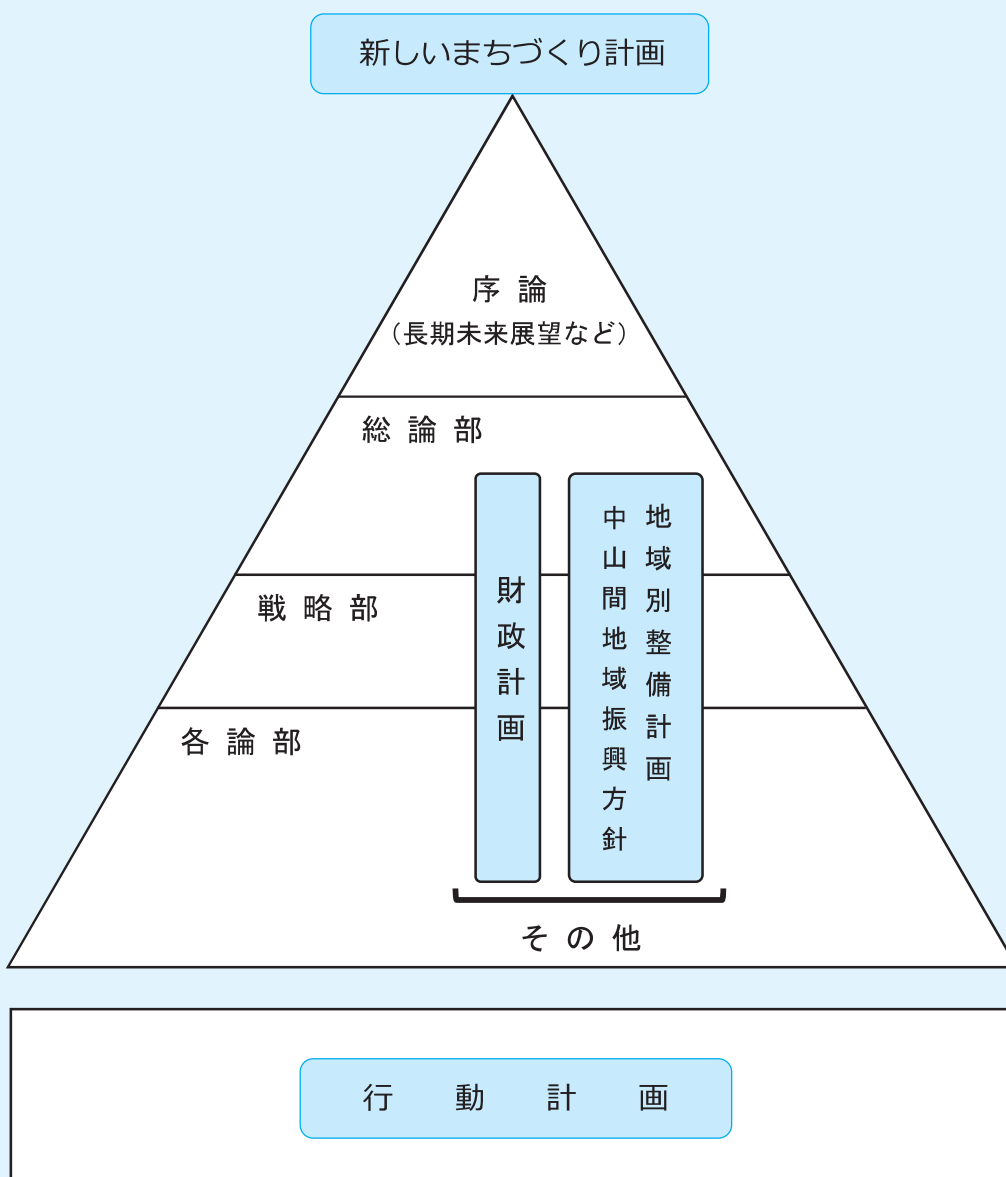 新しいまちづくり計画
序論
（長期未来展望など）
総論部
戦略部
各論部
財政計画
地域別整備計画
中山間地域振興方針
その他
行動計画